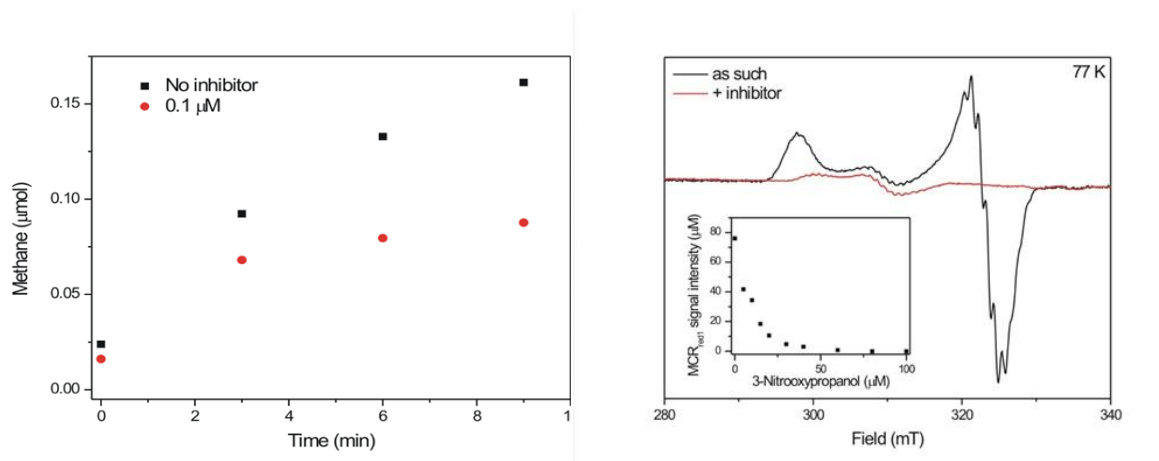 No inhibitor
0.1 μM
0.15
0.10
0.05
0.00
Methane (μmol)
0 2 4 6 8 1
Time (min)
as such
+ inhibitor
77 K
80
60
40
20
0
MCRred1 signal intensity (μM)
0 50 100
3-Nitrooxypropanol (μM)
280 300 320 340
Field (mT)